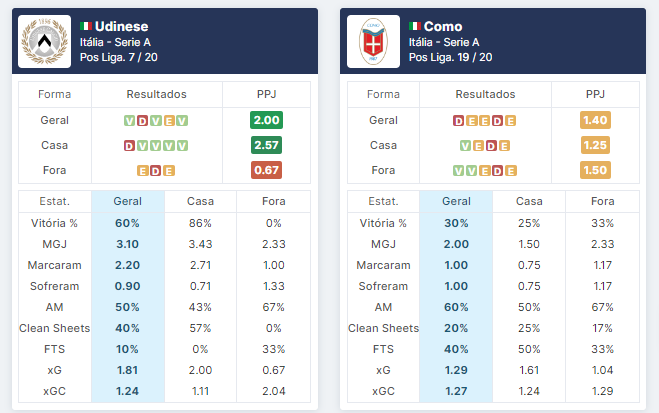 Udinese
Itália - Serie A
Pos Liga. 7 / 20
Forma Resultados PPJ
Geral V D V E V 2.00
Casa D V V V V 2.57
Fora E D E 0.67
Estat. Geral Casa Fora
Vitória % 60% 86% 0%
MGJ 3.10 3.43 2.33
Marcaram 2.20 2.71 1.00
Sofreram 0.90 0.71 1.33
AM 50% 43% 67%
Clean Sheets 40% 57% 0%
FTS 10% 0% 33%
xG 1.81 2.00 0.67
xGC 1.24 1.11 2.04
Como
Itália - Serie A
Pos Liga. 19 / 20
Forma Resultados PPJ
Geral D E E D E 1.40
Casa V E D E 1.25
Fora V V E D E 1.50
Estat. Geral Casa Fora
Vitória % 30% 25% 33%
MGJ 2.00 1.50 2.33
Marcaram 1.00 0.75 1.17
Sofreram 1.00 0.75 1.17
AM 60% 50% 67%
Clean Sheets 20% 25% 17%
FTS 40% 50% 33%
xG 1.29 1.61 1.04
xGC 1.27 1.24 1.29